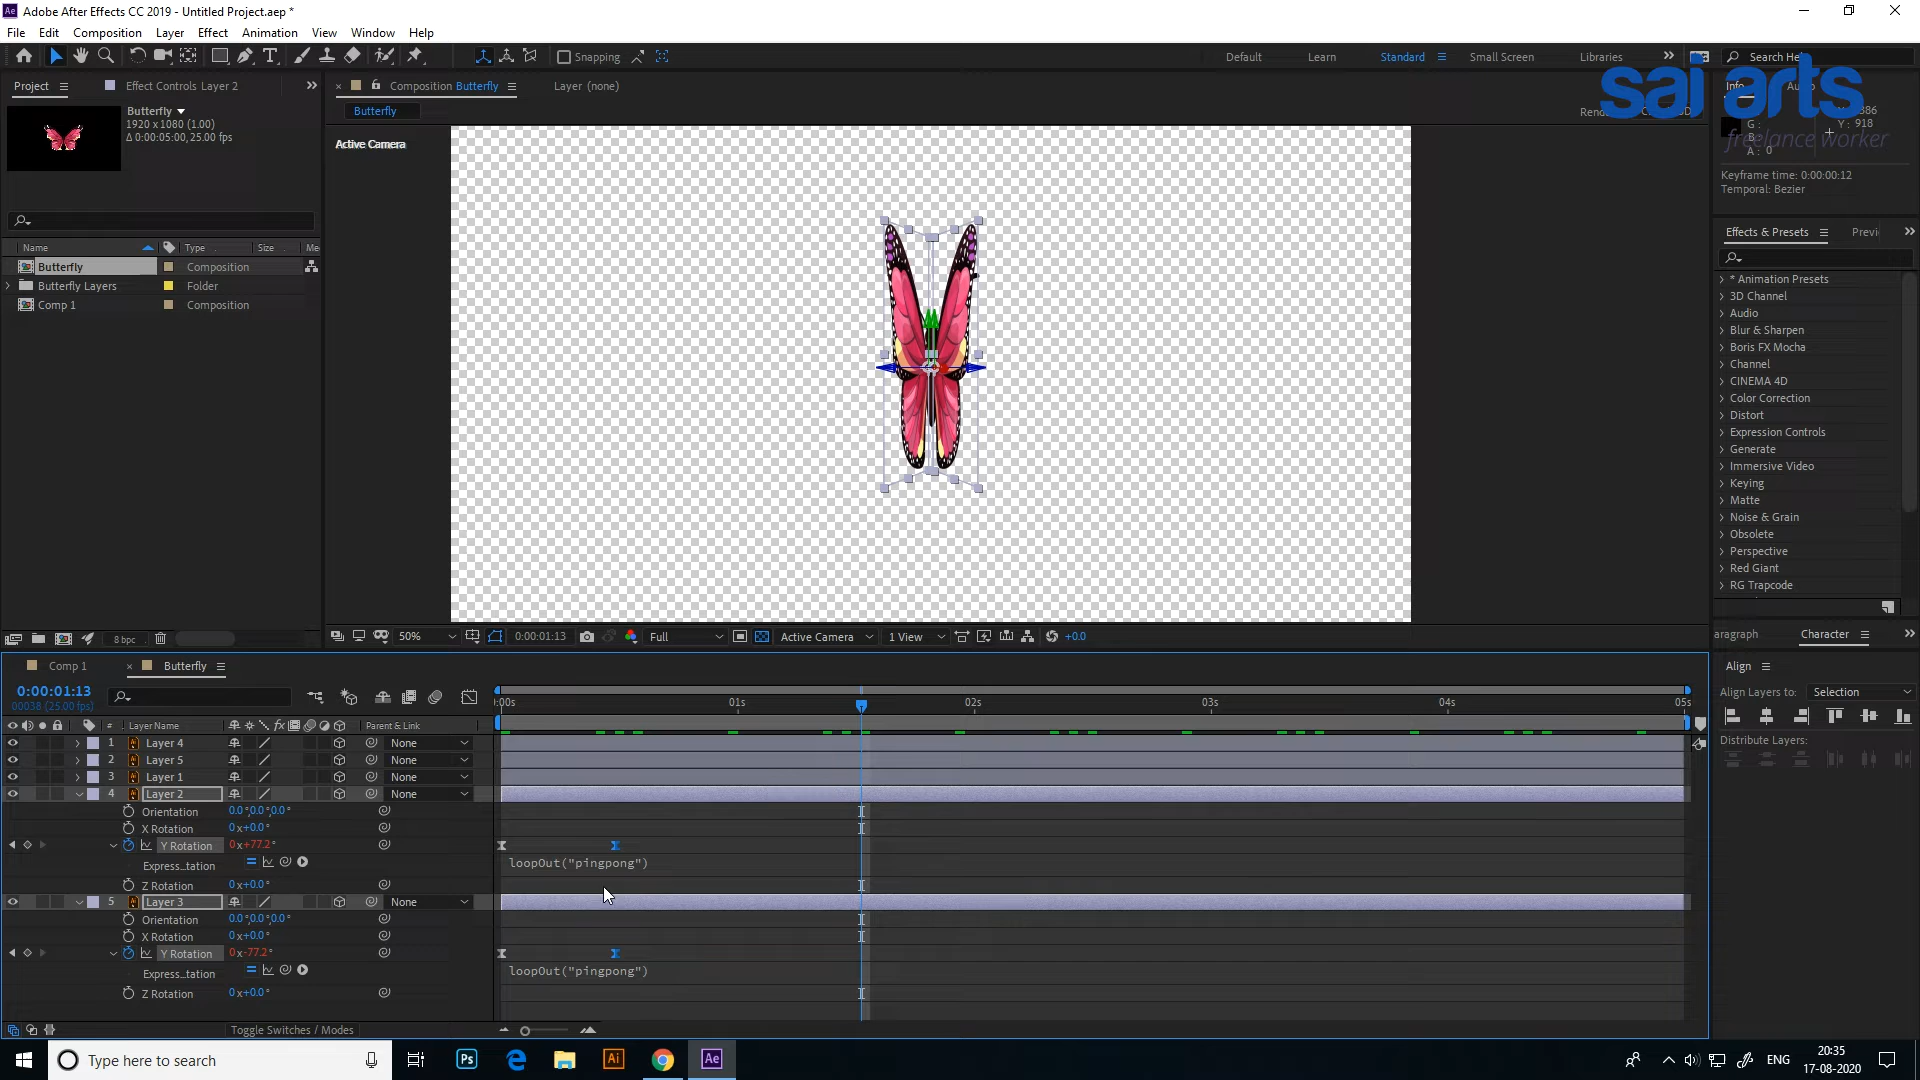 Adobe After Effects CC 2019 - Untitled Project.aep *
File Edit Composition Layer Effect Animation View Window Help
Snapping
Default Learn Standard Small Screen Libraries
Search Help
sai arts
freelance worker
Project Effect Controls Layer 2
Butterfly
1920 x 1080 (1.00)
Δ 0:00:05:00, 25.00 fps
Composition Butterfly
Layer (none)
Butterfly
Active Camera
Info
G :
B :
A : 0
Y : 918
Keyframe time: 0:00:00:12
Temporal: Bezier
Name Type Size
Butterfly Composition
Butterfly Layers Folder
Comp 1 Composition
Effects & Presets
* Animation Presets
3D Channel
Audio
Blur & Sharpen
Boris FX Mocha
Channel
CINEMA 4D
Color Correction
Distort
Expression Controls
Generate
Immersive Video
Keying
Matte
Noise & Grain
Obsolete
Perspective
Red Giant
RG Trapcode
8 bpc
50% 0:00:01:13 Full Active Camera 1 View +0.0
aragraph Character
Align
Align Layers to: Selection
Distribute Layers:
Comp 1 Butterfly
0:00:01:13
00038 (25.00 fps)
:00s 01s 02s 03s 04s 05s
# Layer Name Parent & Link
1 Layer 4 None
2 Layer 5 None
3 Layer 1 None
4 Layer 2 None
Orientation 0.0°,0.0°,0.0°
X Rotation 0x+0.0°
Y Rotation 0x+77.2°
Express...tation loopOut("pingpong")
Z Rotation 0x+0.0°
5 Layer 3 None
Orientation 0.0°,0.0°,0.0°
X Rotation 0x+0.0°
Y Rotation 0x-77.2°
Express...tation loopOut("pingpong")
Z Rotation 0x+0.0°
Toggle Switches / Modes
Type here to search
Ps
Ai
Ae
ENG
20:35
17-08-2020